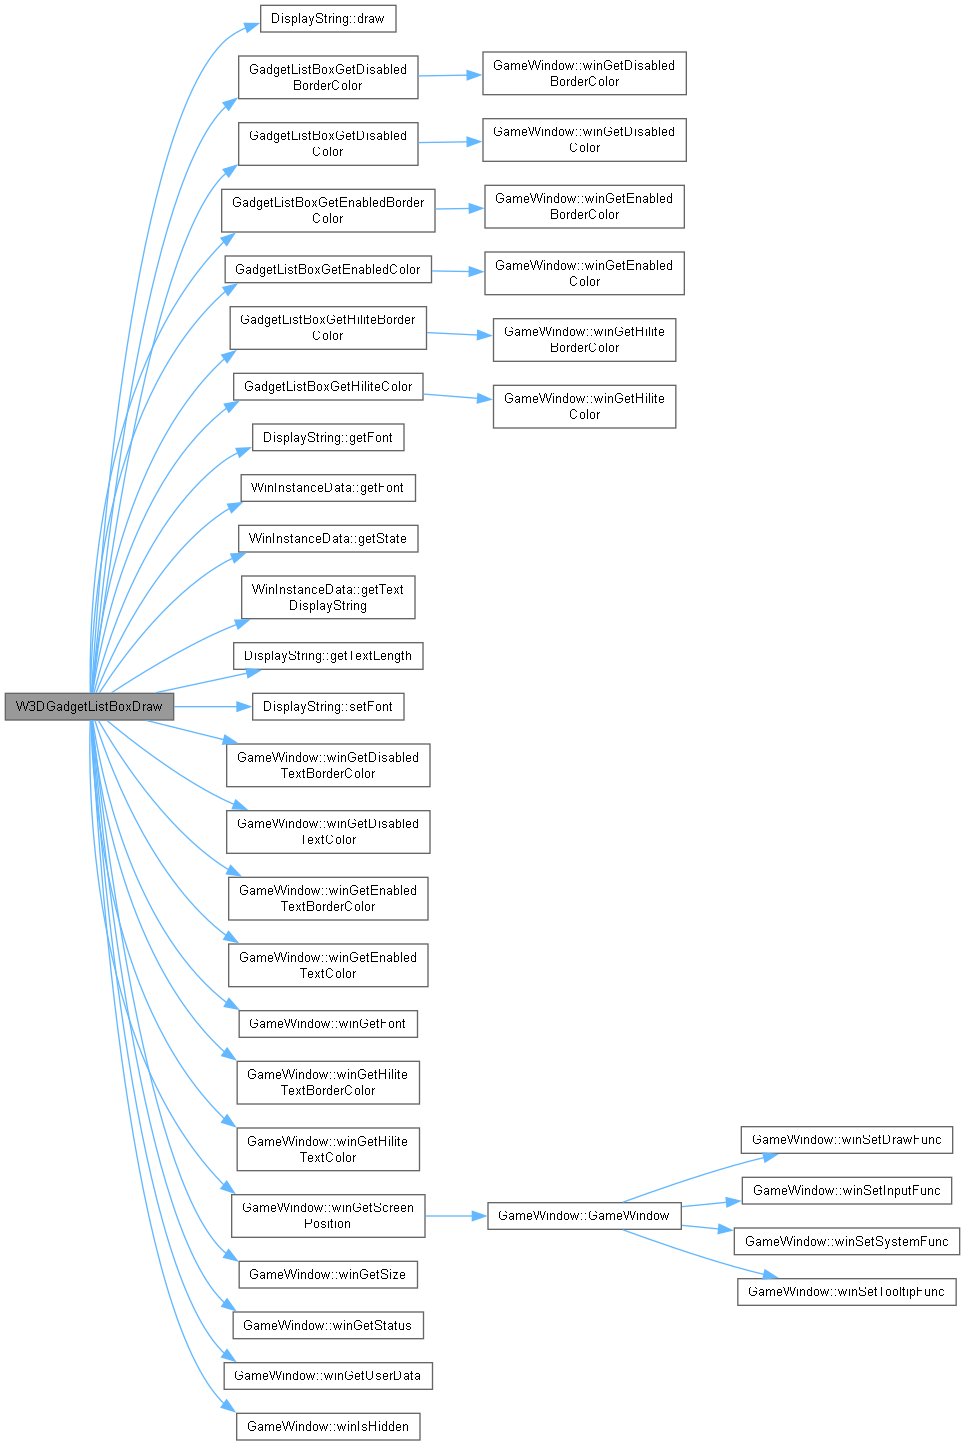 DisplayString::draw
GadgetListBoxGetDisabled
BorderColor
GameWindow::winGetDisabled
BorderColor
GadgetListBoxGetDisabled
Color
GameWindow::winGetDisabled
Color
GadgetListBoxGetEnabledBorder
Color
GameWindow::winGetEnabled
BorderColor
GadgetListBoxGetEnabledColor
GameWindow::winGetEnabled
Color
GadgetListBoxGetHiliteBorder
Color
GameWindow::winGetHilite
BorderColor
GadgetListBoxGetHiliteColor
GameWindow::winGetHilite
Color
DisplayString::getFont
WinInstanceData::getFont
WinInstanceData::getState
WinInstanceData::getText
DisplayString
DisplayString::getTextLength
W3DGadgetListBoxDraw
DisplayString::setFont
GameWindow::winGetDisabled
TextBorderColor
GameWindow::winGetDisabled
TextColor
GameWindow::winGetEnabled
TextBorderColor
GameWindow::winGetEnabled
TextColor
GameWindow::winGetFont
GameWindow::winGetHilite
TextBorderColor
GameWindow::winGetHilite
TextColor
GameWindow::winGetScreen
Position
GameWindow::GameWindow
GameWindow::winSetDrawFunc
GameWindow::winSetInputFunc
GameWindow::winSetSystemFunc
GameWindow::winSetTooltipFunc
GameWindow::winGetSize
GameWindow::winGetStatus
GameWindow::winGetUserData
GameWindow::winIsHidden